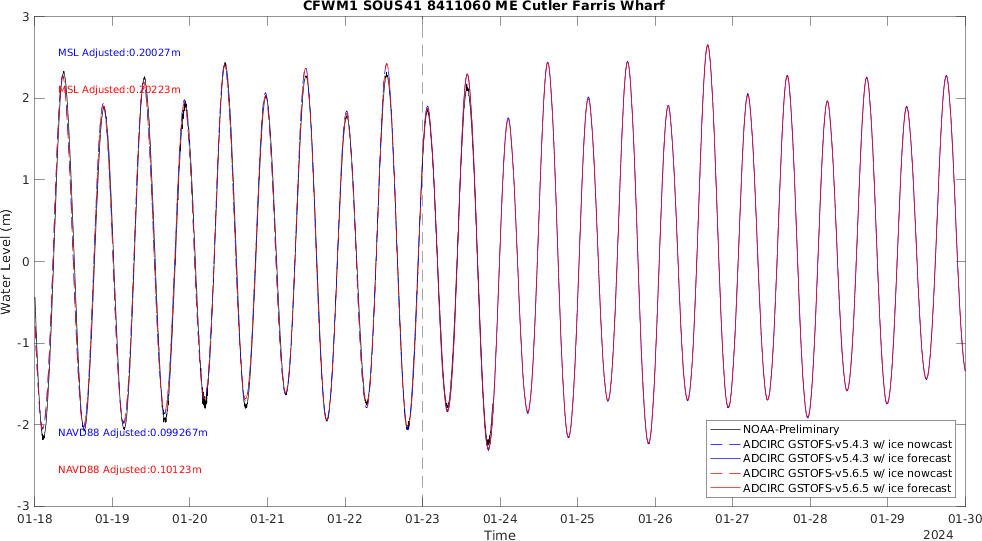 CFWM1 SOUS41 8411060 ME Cutler Farris Wharf
3
MSL Adjusted:0.20027m
MSL Adjusted:0.20223m
2
1
0
-1
-2
-3
Water Level (m)
NAVD88 Adjusted:0.099267m
NAVD88 Adjusted:0.10123m
NOAA-Preliminary
ADCIRC GSTOFS-v5.4.3 w/ ice nowcast
ADCIRC GSTOFS-v5.4.3 w/ ice forecast
ADCIRC GSTOFS-v5.6.5 w/ ice nowcast
ADCIRC GSTOFS-v5.6.5 w/ ice forecast
01-18 01-19 01-20 01-21 01-22 01-23 01-24 01-25 01-26 01-27 01-28 01-29 01-30
Time
2024